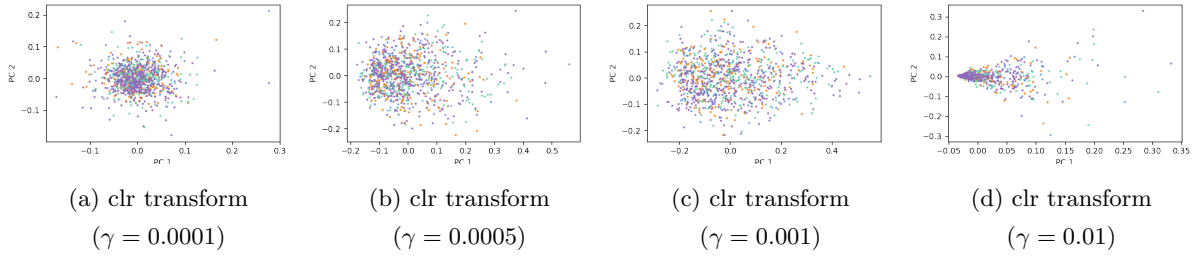 0.2
0.1
0.0
−0.1
PC 2
−0.1 0.0 0.1 0.2 0.3
PC 1
0.2
0.1
0.0
−0.1
−0.2
PC 2
−0.2 −0.1 0.0 0.1 0.2 0.3 0.4 0.5
PC 1
0.2
0.1
0.0
−0.1
−0.2
PC 2
−0.2 0.0 0.2 0.4
PC 1
0.3
0.2
0.1
0.0
−0.1
−0.2
−0.3
PC 2
−0.05 0.00 0.05 0.10 0.15 0.20 0.25 0.30 0.35
PC 1
(a) clr transform
(γ = 0.0001)
(b) clr transform
(γ = 0.0005)
(c) clr transform
(γ = 0.001)
(d) clr transform
(γ = 0.01)